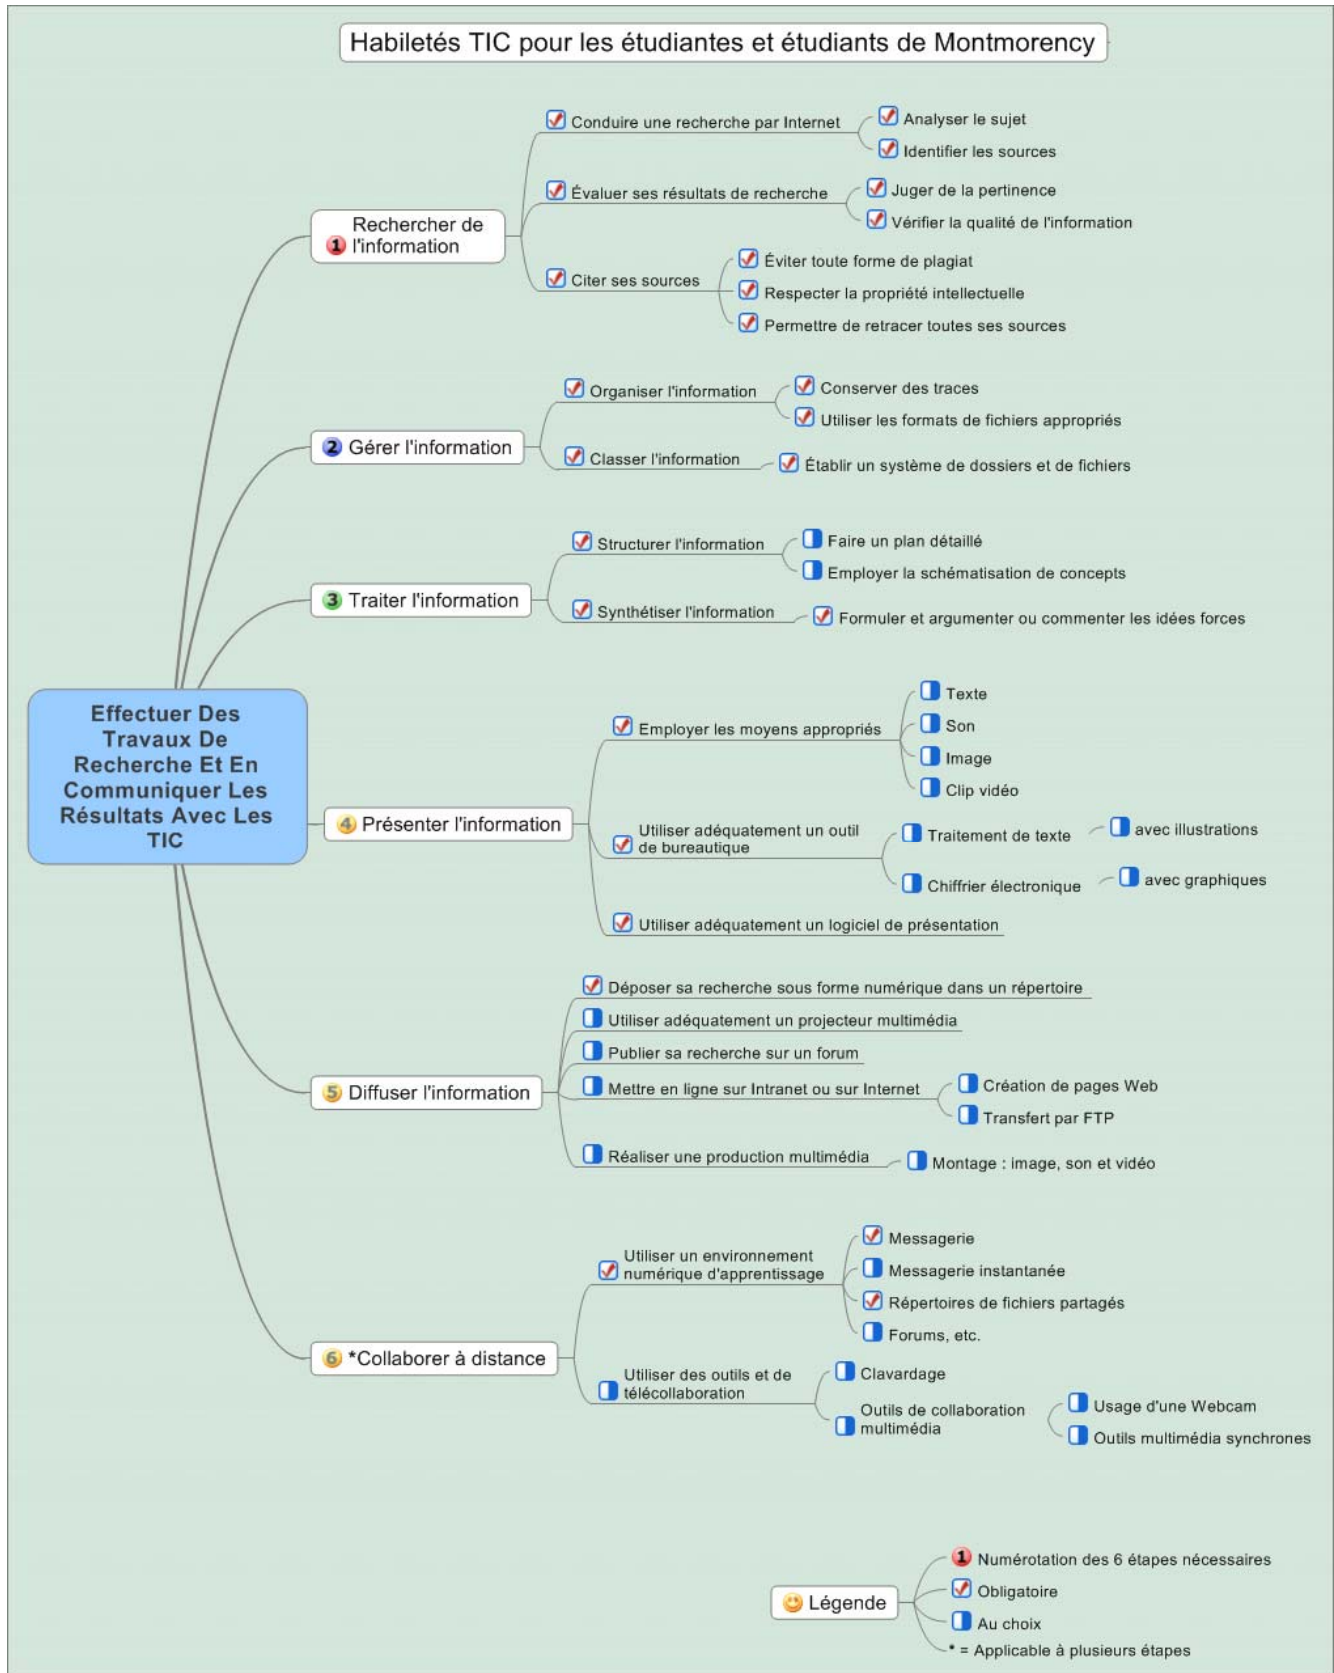 Habiletés TIC pour les étudiantes et étudiants de Montmorency
Effectuer Des
Travaux De
Recherche Et En
Communiquer Les
Résultats Avec Les
TIC
1 Rechercher de
l'information
Conduire une recherche par Internet
Analyser le sujet
Identifier les sources
Évaluer ses résultats de recherche
Juger de la pertinence
Vérifier la qualité de l'information
Citer ses sources
Éviter toute forme de plagiat
Respecter la propriété intellectuelle
Permettre de retracer toutes ses sources
2 Gérer l'information
Organiser l'information
Conserver des traces
Utiliser les formats de fichiers appropriés
Classer l'information
Établir un système de dossiers et de fichiers
3 Traiter l'information
Structurer l'information
Faire un plan détaillé
Employer la schématisation de concepts
Synthétiser l'information
Formuler et argumenter ou commenter les idées forces
4 Présenter l'information
Employer les moyens appropriés
Texte
Son
Image
Clip vidéo
Utiliser adéquatement un outil
de bureautique
Traitement de texte
avec illustrations
Chiffrier électronique
avec graphiques
Utiliser adéquatement un logiciel de présentation
5 Diffuser l'information
Déposer sa recherche sous forme numérique dans un répertoire
Utiliser adéquatement un projecteur multimédia
Publier sa recherche sur un forum
Mettre en ligne sur Intranet ou sur Internet
Création de pages Web
Transfert par FTP
Réaliser une production multimédia
Montage : image, son et vidéo
6 *Collaborer à distance
Utiliser un environnement
numérique d'apprentissage
Messagerie
Messagerie instantanée
Répertoires de fichiers partagés
Forums, etc.
Utiliser des outils et de
télécollaboration
Clavardage
Outils de collaboration
multimédia
Usage d'une Webcam
Outils multimédia synchrones
Légende
1 Numérotation des 6 étapes nécessaires
Obligatoire
Au choix
* = Applicable à plusieurs étapes